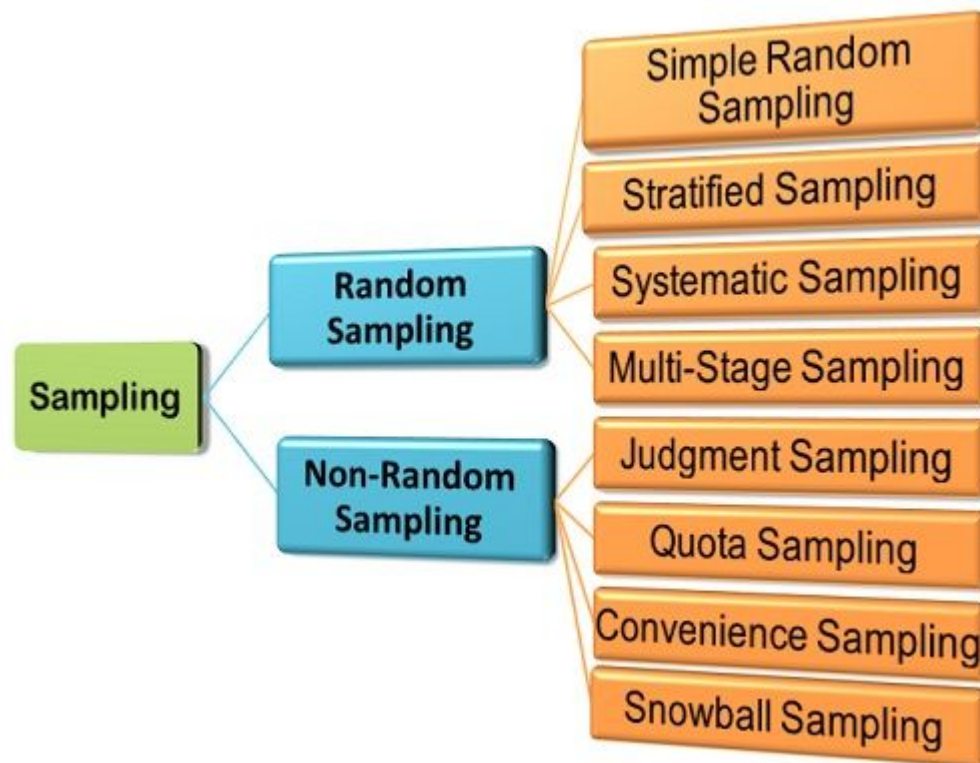 Sampling
Random
Sampling
Non-Random
Sampling
Simple Random
Sampling
Stratified Sampling
Systematic Sampling
Multi-Stage Sampling
Judgment Sampling
Quota Sampling
Convenience Sampling
Snowball Sampling